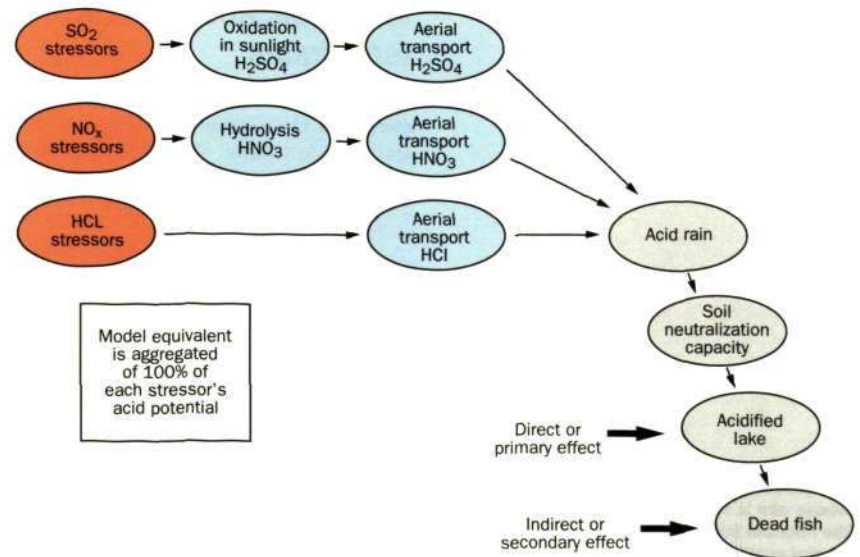 SO2
stressors
Oxidation
in sunlight
H2SO4
Aerial
transport
H2SO4
NOx
stressors
Hydrolysis
HNO3
Aerial
transport
HNO3
HCL
stressors
Aerial
transport
HCl
Acid rain
Soil
neutralization
capacity
Model equivalent
is aggregated
of 100% of
each stressor's
acid potential
Direct or
primary effect
Acidified
lake
Indirect or
secondary effect
Dead fish